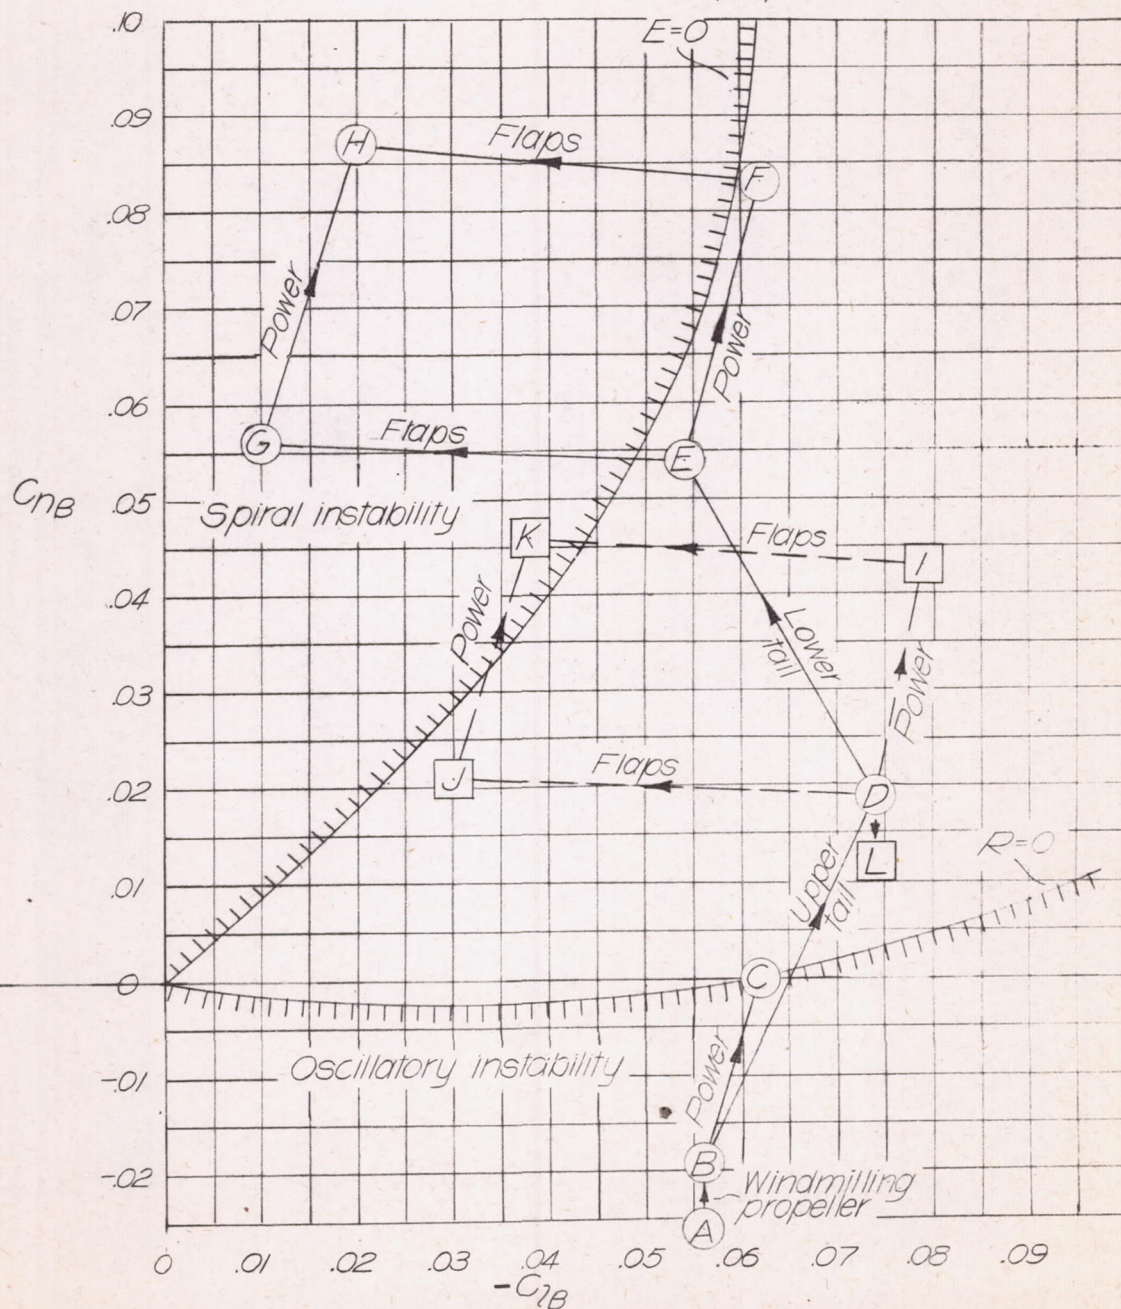 .10
E=0
.09
H
Flaps
F
.08
Power
.07
Power
.06
G
Flaps
E
CnB
.05
Spiral instability
K
Flaps
I
.04
Power
Lower
tail
.03
Power
J
Flaps
.02
D
L
R=0
Upper
tail
.01
0
C
Oscillatory instability
Power
-.01
B
-.02
Windmilling
propeller
A
0
.01
.02
.03
.04
.05
.06
.07
.08
.09
-ClB